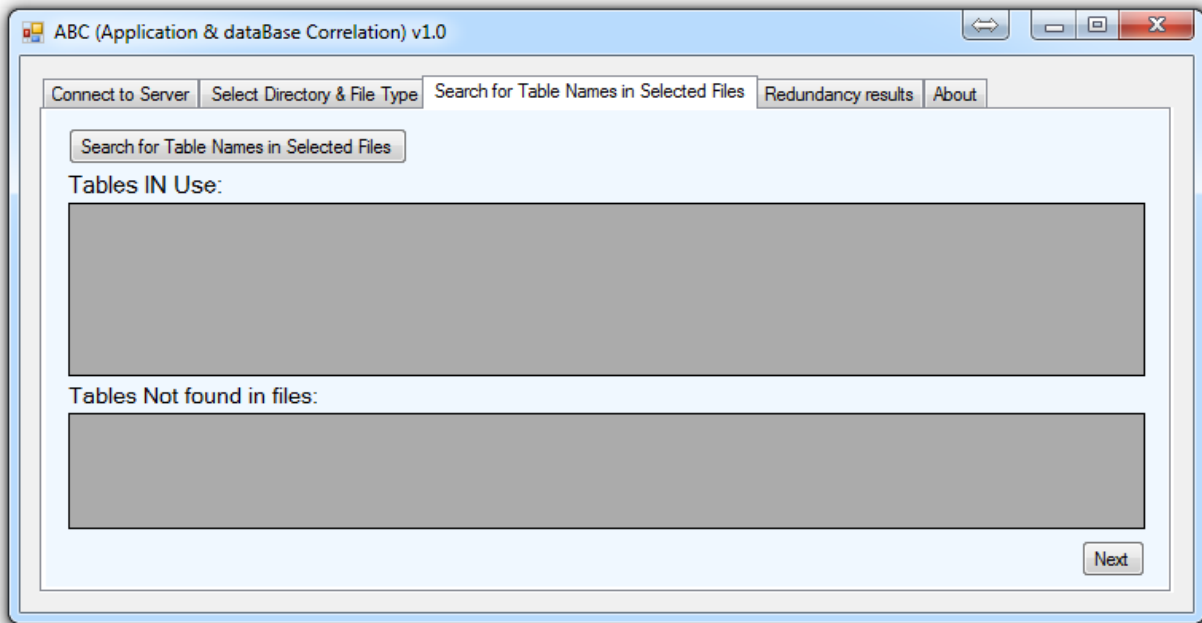 ABC (Application & dataBase Correlation) v1.0
Connect to Server Select Directory & File Type Search for Table Names in Selected Files Redundancy results About
Search for Table Names in Selected Files
Tables IN Use:
Tables Not found in files:
Next